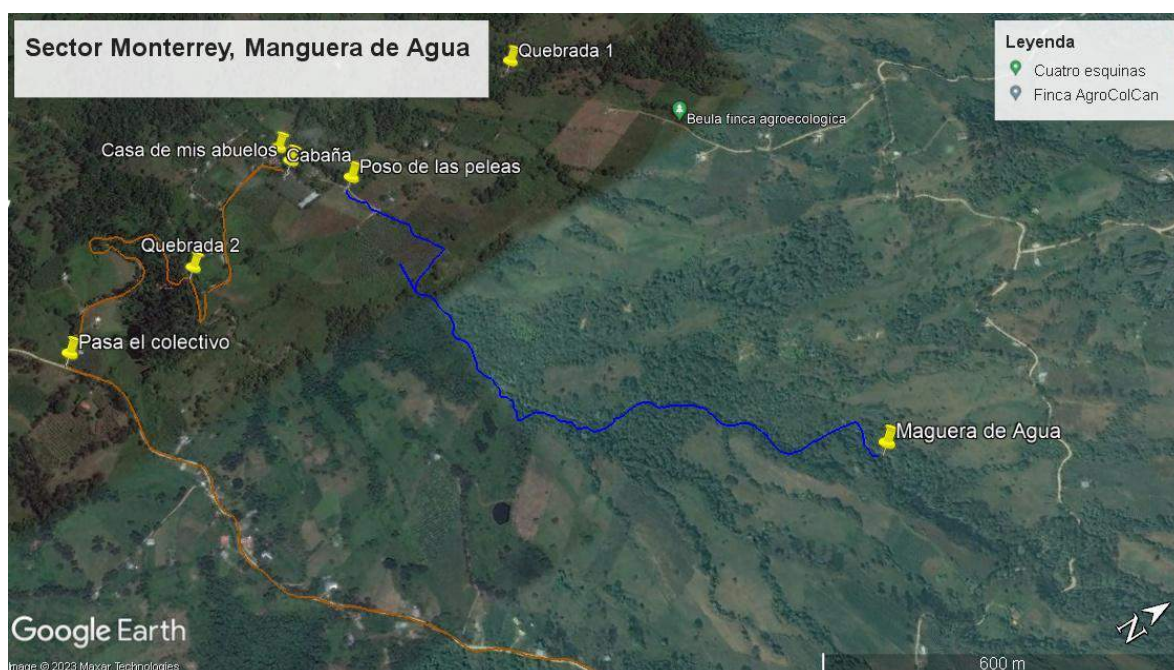 Sector Monterrey, Manguera de Agua
Quebrada 1
Leyenda
Cuatro esquinas
Finca AgroColCan
Beula finca agroecologica
Casa de mis abuelos
Cabaña
Poso de las peleas
Quebrada 2
Pasa el colectivo
Maguera de Agua
Google Earth
N
Image © 2023 Maxar Technologies
600 m